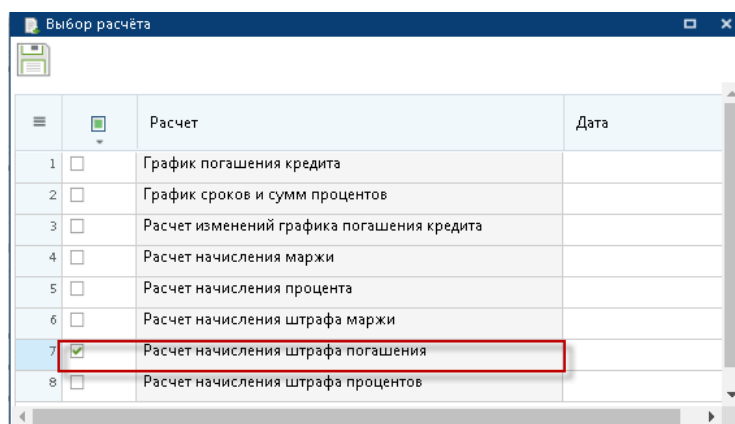 Выбор расчёта
Расчет Дата
1 График погашения кредита
2 График сроков и сумм процентов
3 Расчет изменений графика погашения кредита
4 Расчет начисления маржи
5 Расчет начисления процента
6 Расчет начисления штрафа маржи
7 Расчет начисления штрафа погашения
8 Расчет начисления штрафа процентов